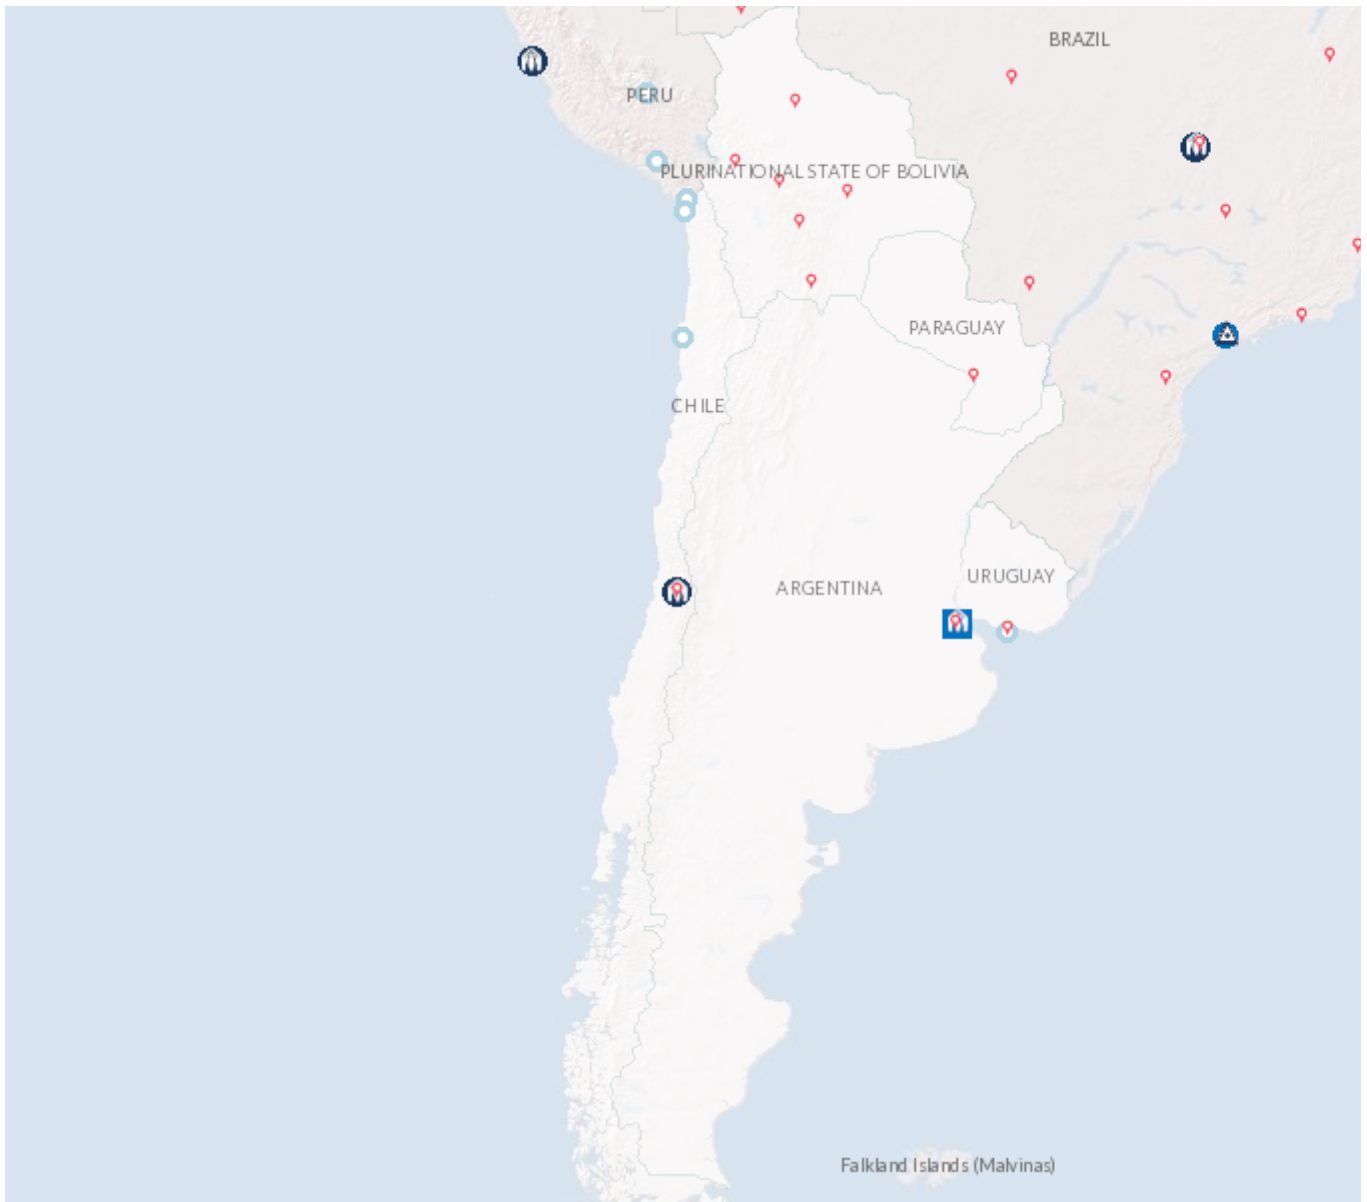 BRAZIL
PERU
PLURINATIONAL STATE OF BOLIVIA
PARAGUAY
CHILE
URUGUAY
ARGENTINA
Falkland Islands (Malvinas)